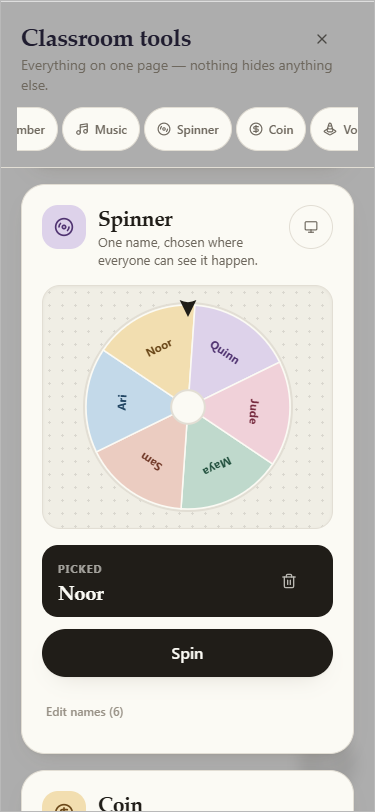 Classroom tools
Everything on one page — nothing hides anything
else.
mber
Music
Spinner
Coin
Vo
Spinner
One name, chosen where
everyone can see it happen.
Noor
Quinn
Ari
Jude
Sam
Maya
PICKED
Noor
Spin
Edit names (6)
Coin